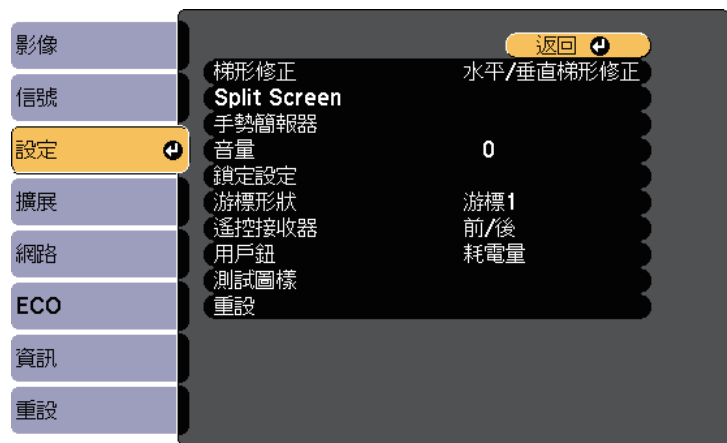 影像
信號
設定
擴展
網路
ECO
資訊
重設
返回
梯形修正 水平/垂直梯形修正
Split Screen
手勢簡報器
音量 0
鎖定設定
游標形狀 游標1
遙控接收器 前/後
用戶鈕 耗電量
測試圖樣
重設